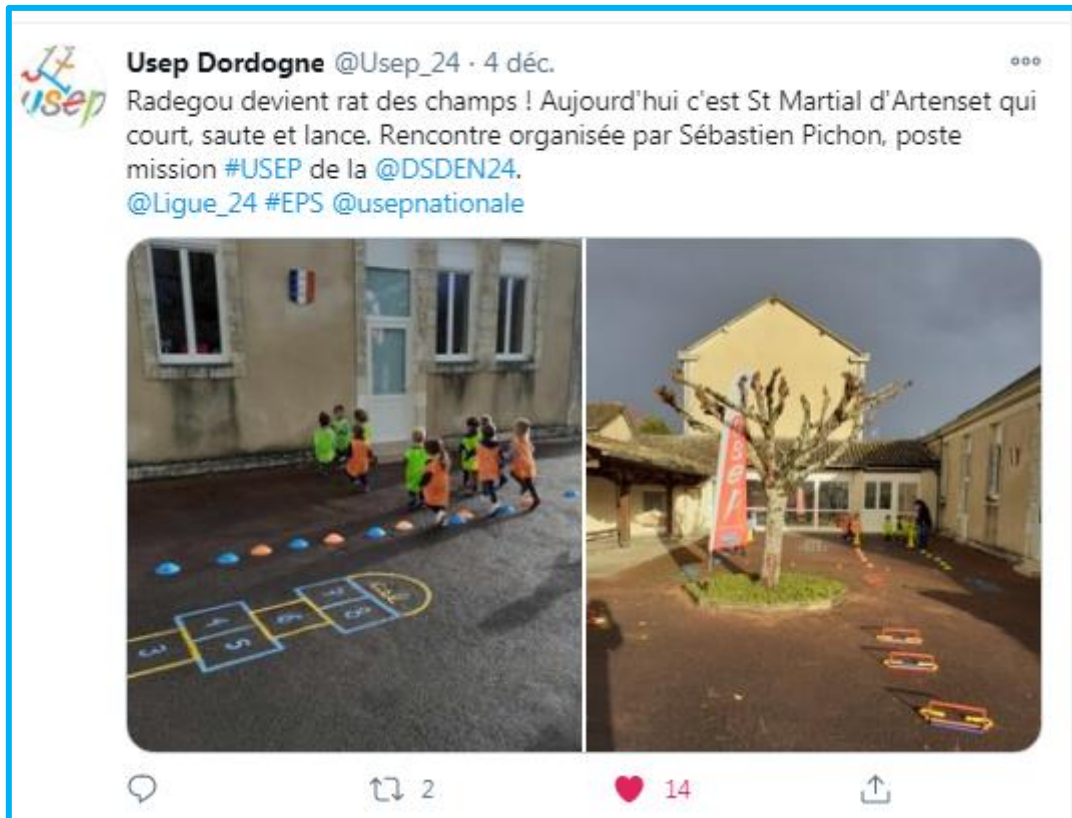 usep
Usep Dordogne @Usep_24 · 4 déc.
Radegou devient rat des champs ! Aujourd'hui c'est St Martial d'Artenset qui
court, saute et lance. Rencontre organisée par Sébastien Pichon, poste
mission #USEP de la @DSDEN24.
@Ligue_24 #EPS @usepnationale
3
4
5
6
7
8
2
14